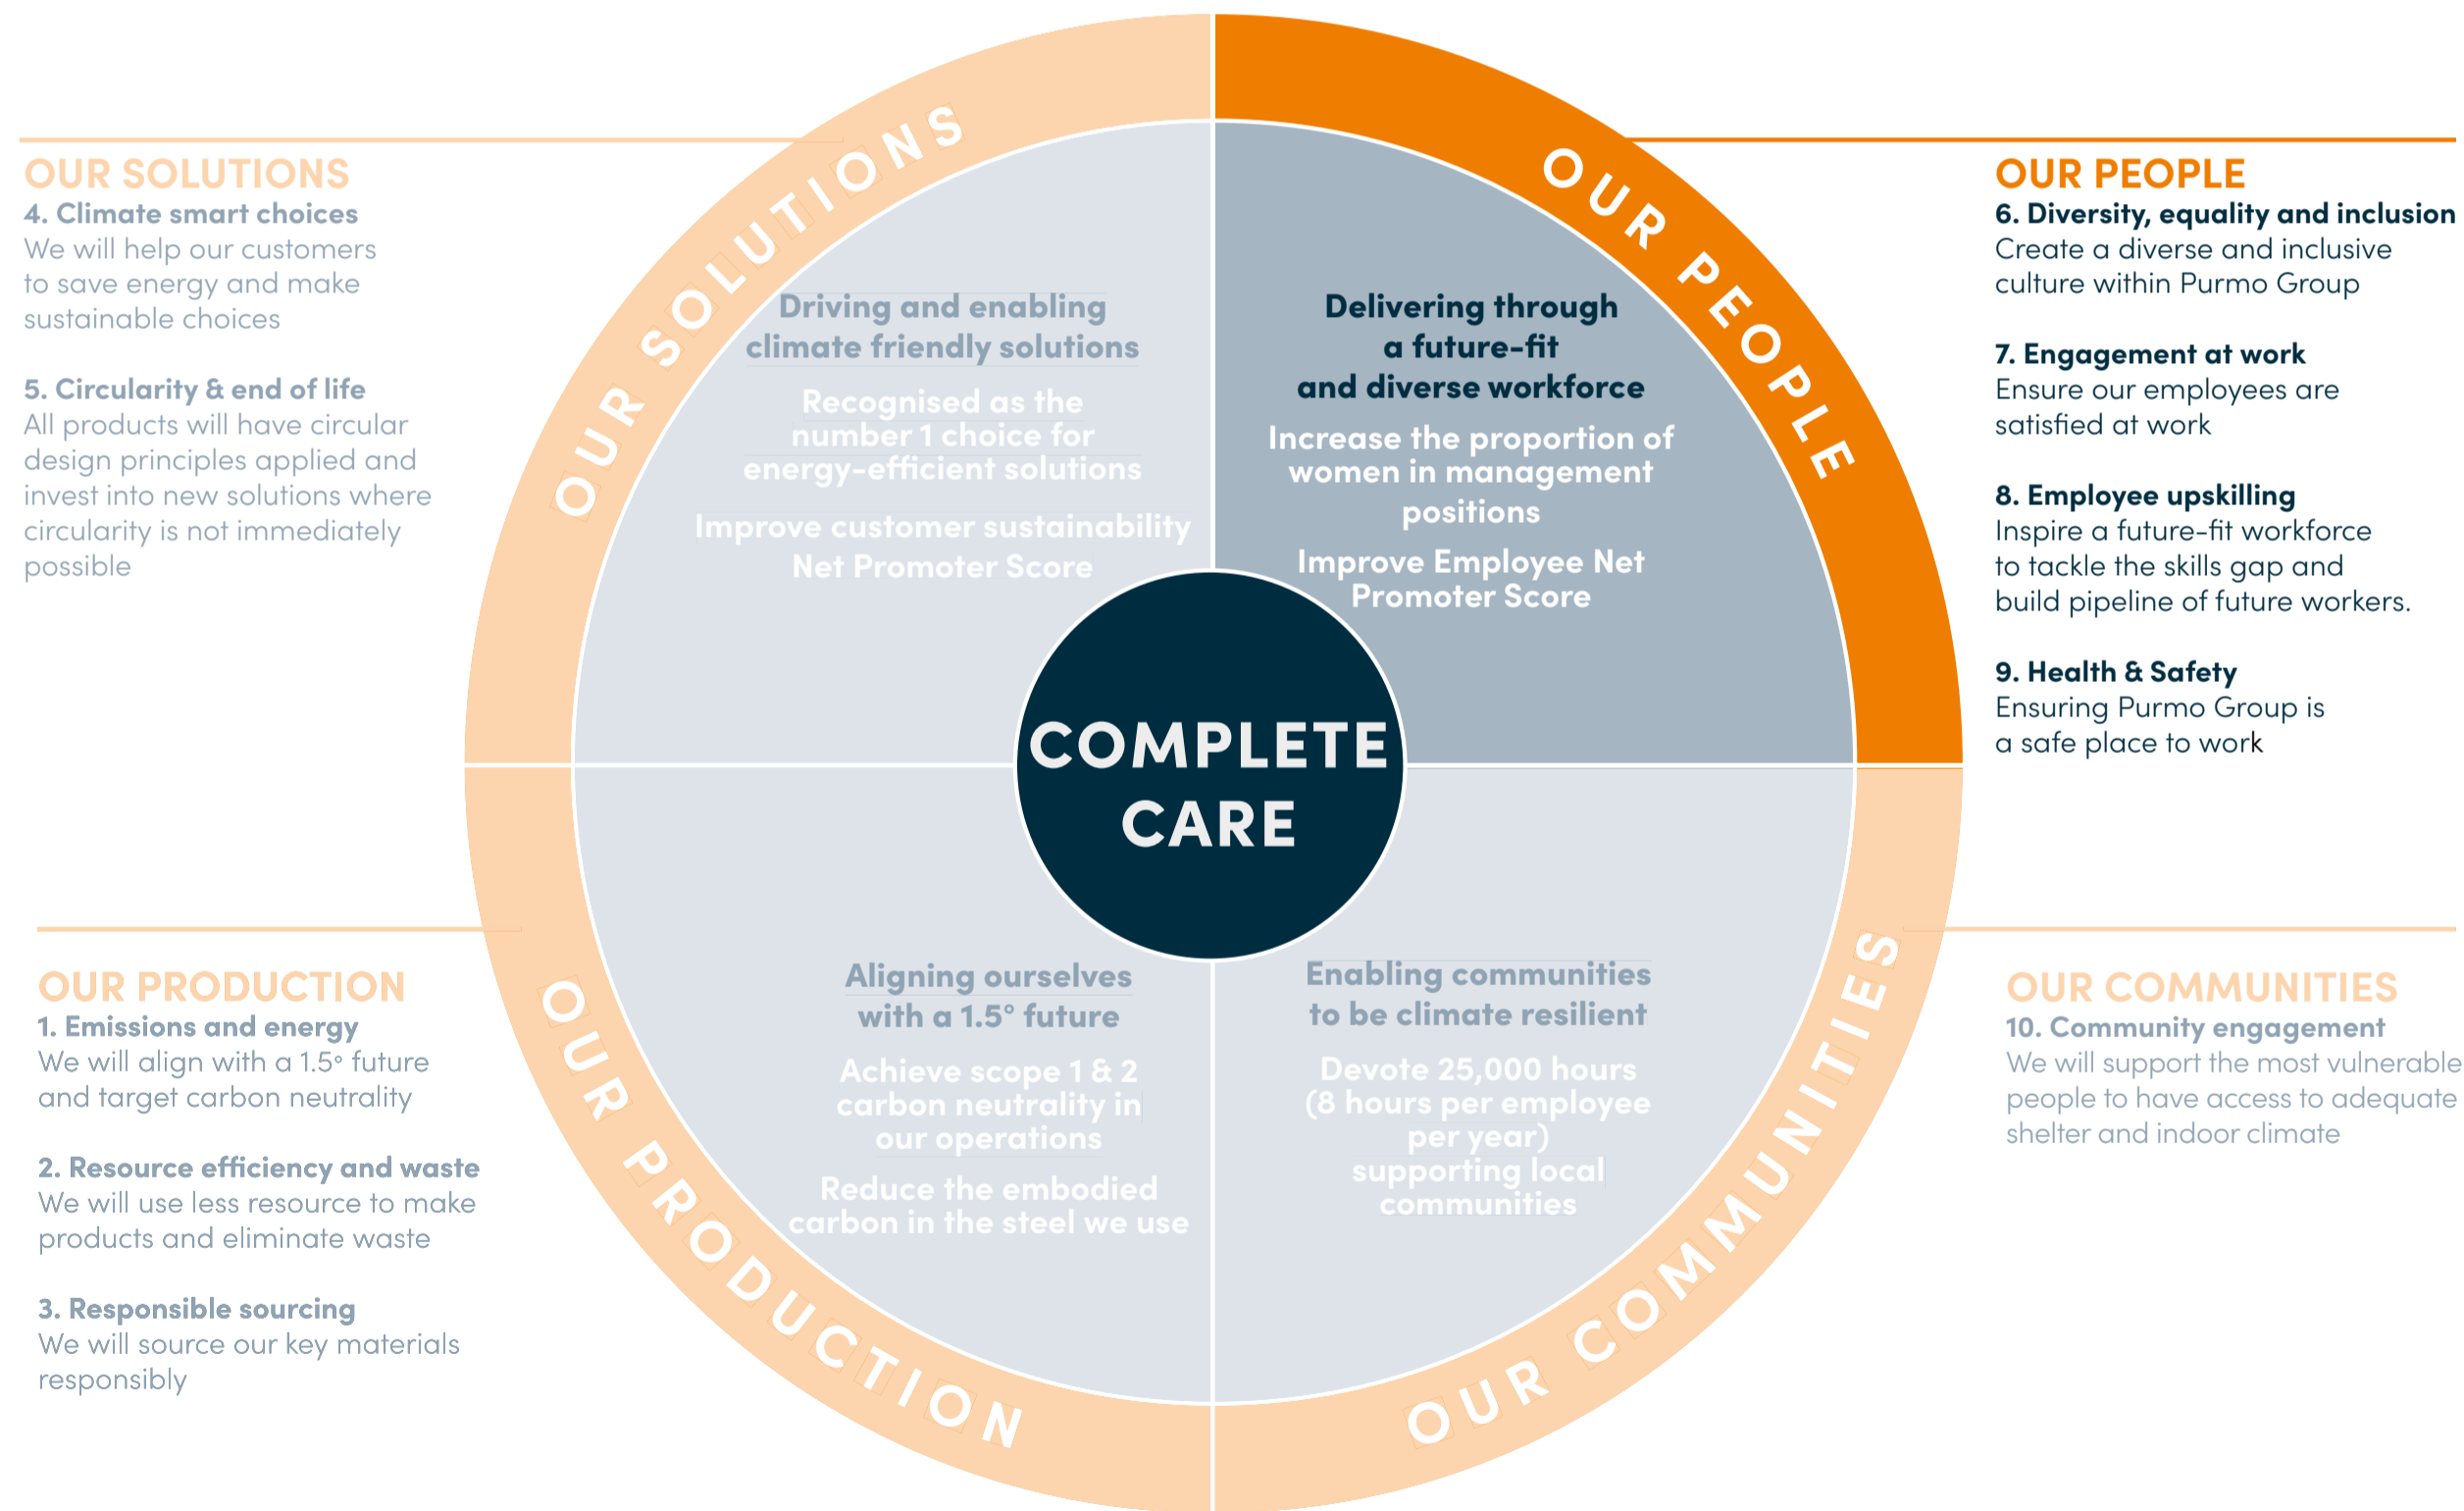 OUR SOLUTIONS
4. Climate smart choices
We will help our customers
to save energy and make
sustainable choices
5. Circularity & end of life
All products will have circular
design principles applied and
invest into new solutions where
circularity is not immediately
possible
OUR PRODUCTION
1. Emissions and energy
We will align with a 1.5° future
and target carbon neutrality
2. Resource efficiency and waste
We will use less resource to make
products and eliminate waste
3. Responsible sourcing
We will source our key materials
responsibly
OUR SOLUTIONS
Driving and enabling
climate friendly solutions
Recognised as the
number 1 choice for
energy-efficient solutions
Improve customer sustainability
Net Promoter Score
OUR PEOPLE
Delivering through
a future-fit
and diverse workforce
Increase the proportion of
women in management
positions
Improve Employee Net
Promoter Score
COMPLETE
CARE
OUR PRODUCTION
Aligning ourselves
with a 1.5° future
Achieve scope 1 & 2
carbon neutrality in
our operations
Reduce the embodied
carbon in the steel we use
OUR COMMUNITIES
Enabling communities
to be climate resilient
Devote 25,000 hours
(8 hours per employee
per year)
supporting local
communities
OUR PEOPLE
6. Diversity, equality and inclusion
Create a diverse and inclusive
culture within Purmo Group
7. Engagement at work
Ensure our employees are
satisfied at work
8. Employee upskilling
Inspire a future-fit workforce
to tackle the skills gap and
build pipeline of future workers.
9. Health & Safety
Ensuring Purmo Group is
a safe place to work
OUR COMMUNITIES
10. Community engagement
We will support the most vulnerable
people to have access to adequate
shelter and indoor climate